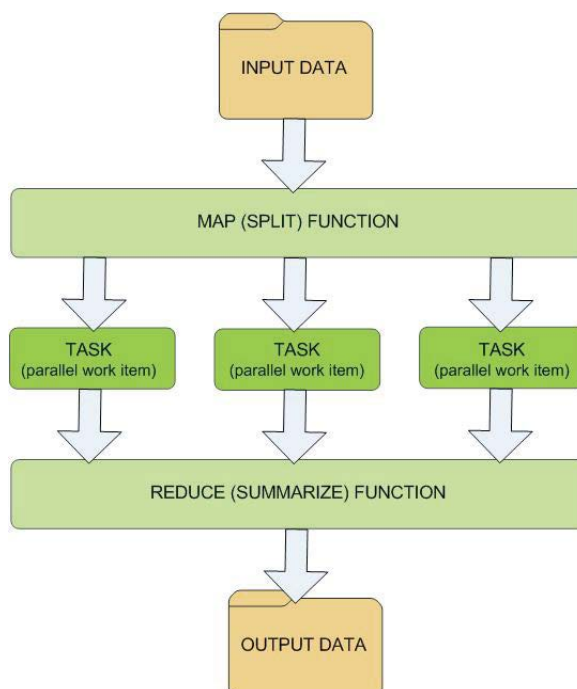 INPUT DATA
MAP (SPLIT) FUNCTION
TASK
(parallel work item)
TASK
(parallel work item)
TASK
(parallel work item)
REDUCE (SUMMARIZE) FUNCTION
OUTPUT DATA